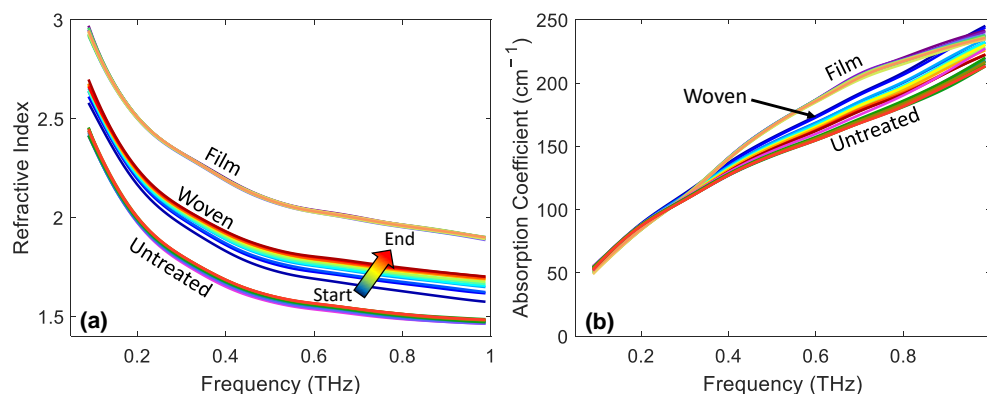 3
2.5
2
1.5
Refractive Index
Film
Woven
Untreated
End
Start
(a)
0.2 0.4 0.6 0.8 1
Frequency (THz)
250
200
150
100
50
0
Absorption Coefficient (cm⁻¹)
Film
Woven
Untreated
(b)
0.2 0.4 0.6 0.8
Frequency (THz)